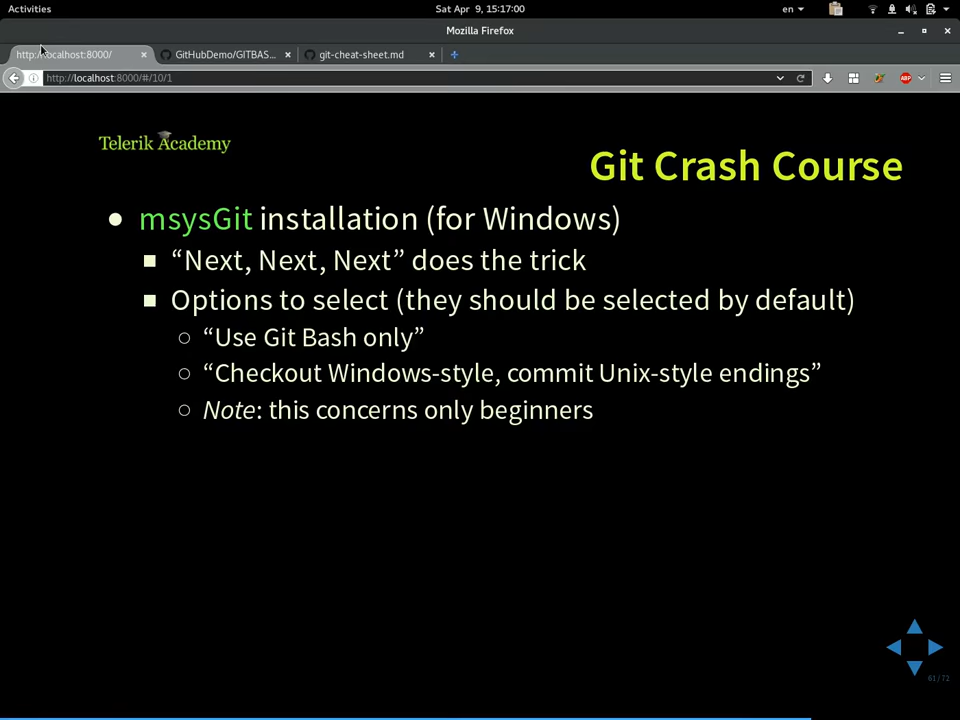 Activities
Sat Apr 9, 15:17:00
en
Mozilla Firefox
http://localhost:8000/
GitHubDemo/GITBAS...
git-cheat-sheet.md
http://localhost:8000/#/10/1
ABP
Telerik Academy
Git Crash Course
msysGit installation (for Windows)
“Next, Next, Next” does the trick
Options to select (they should be selected by default)
“Use Git Bash only”
“Checkout Windows-style, commit Unix-style endings”
Note: this concerns only beginners
61 / 72